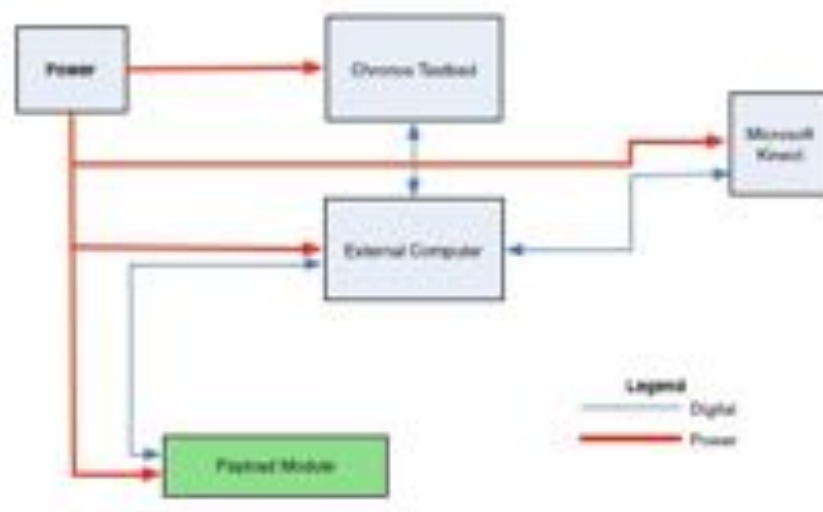 Power
Chronos Testbed
Microsoft
Kinect
External Computer
Legend
Digital
Power
Payload Module